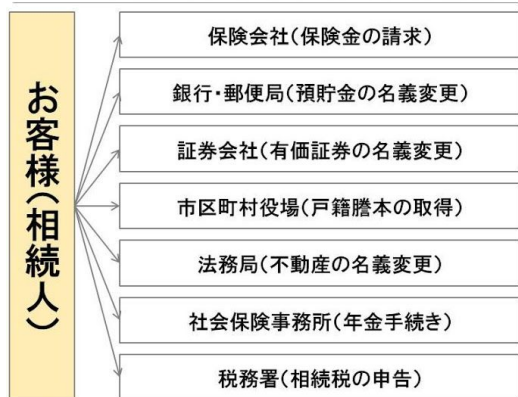 お客様(相続人)
保険会社(保険金の請求)
銀行・郵便局(預貯金の名義変更)
証券会社(有価証券の名義変更)
市区町村役場(戸籍謄本の取得)
法務局(不動産の名義変更)
社会保険事務所(年金手続き)
税務署(相続税の申告)